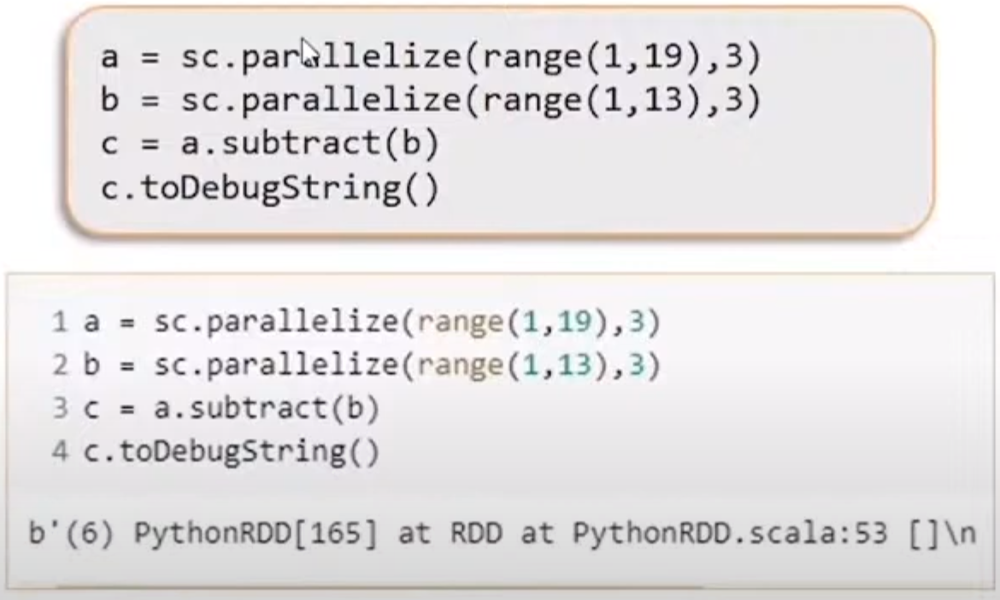 a = sc.parallelize(range(1,19),3)
b = sc.parallelize(range(1,13),3)
c = a.subtract(b)
c.toDebugString()
1 a = sc.parallelize(range(1,19),3)
2 b = sc.parallelize(range(1,13),3)
3 c = a.subtract(b)
4 c.toDebugString()
b'(6) PythonRDD[165] at RDD at PythonRDD.scala:53 []\n